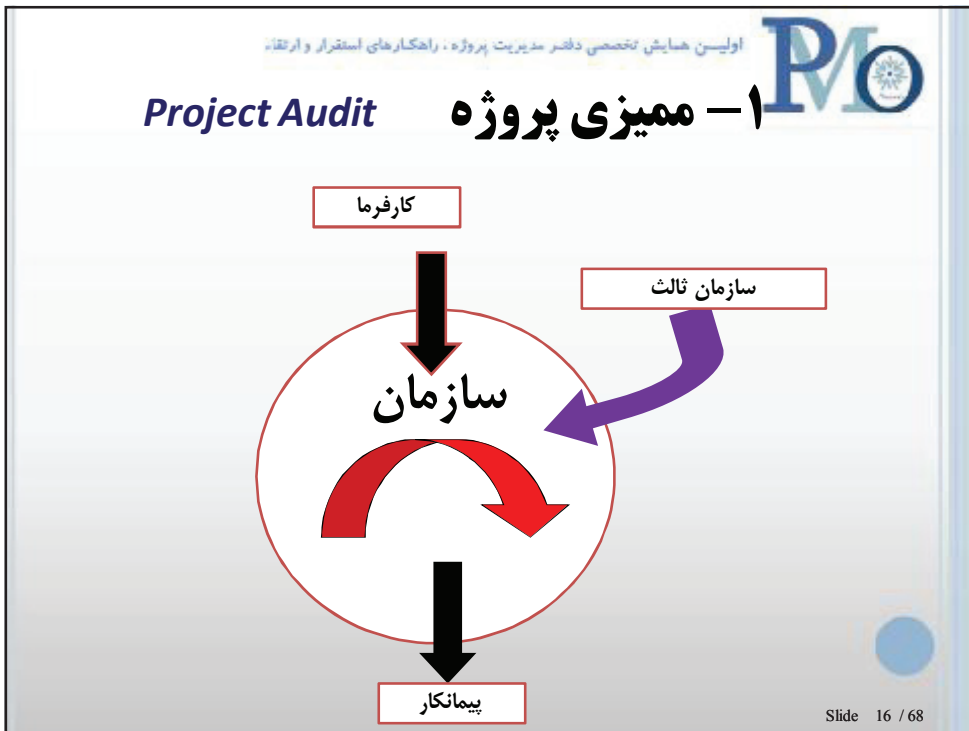 اولیـن همایش تخصصی دفتر مدیریت پروژه ، راهکارهای استقرار و ارتقاء
PMO
۱- ممیزی پروژه Project Audit
کارفرما
سازمان ثالث
سازمان
پیمانکار
Slide 16 / 68